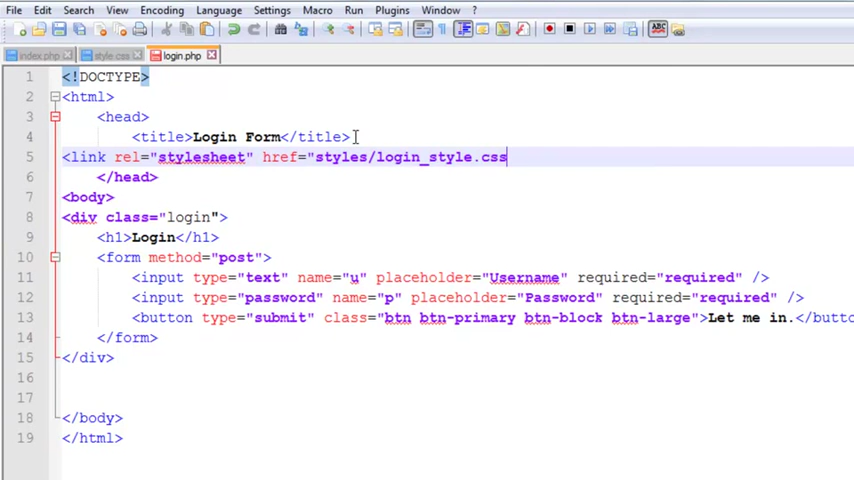 File Edit Search View Encoding Language Settings Macro Run Plugins Window ?
index.php style.css login.php
1 <!DOCTYPE>
2 <html>
3 <head>
4 <title>Login Form</title>
5 <link rel="stylesheet" href="styles/login_style.css
6 </head>
7 <body>
8 <div class="login">
9 <h1>Login</h1>
10 <form method="post">
11 <input type="text" name="u" placeholder="Username" required="required" />
12 <input type="password" name="p" placeholder="Password" required="required" />
13 <button type="submit" class="btn btn-primary btn-block btn-large">Let me in.</butto
14 </form>
15 </div>
16
17
18 </body>
19 </html>